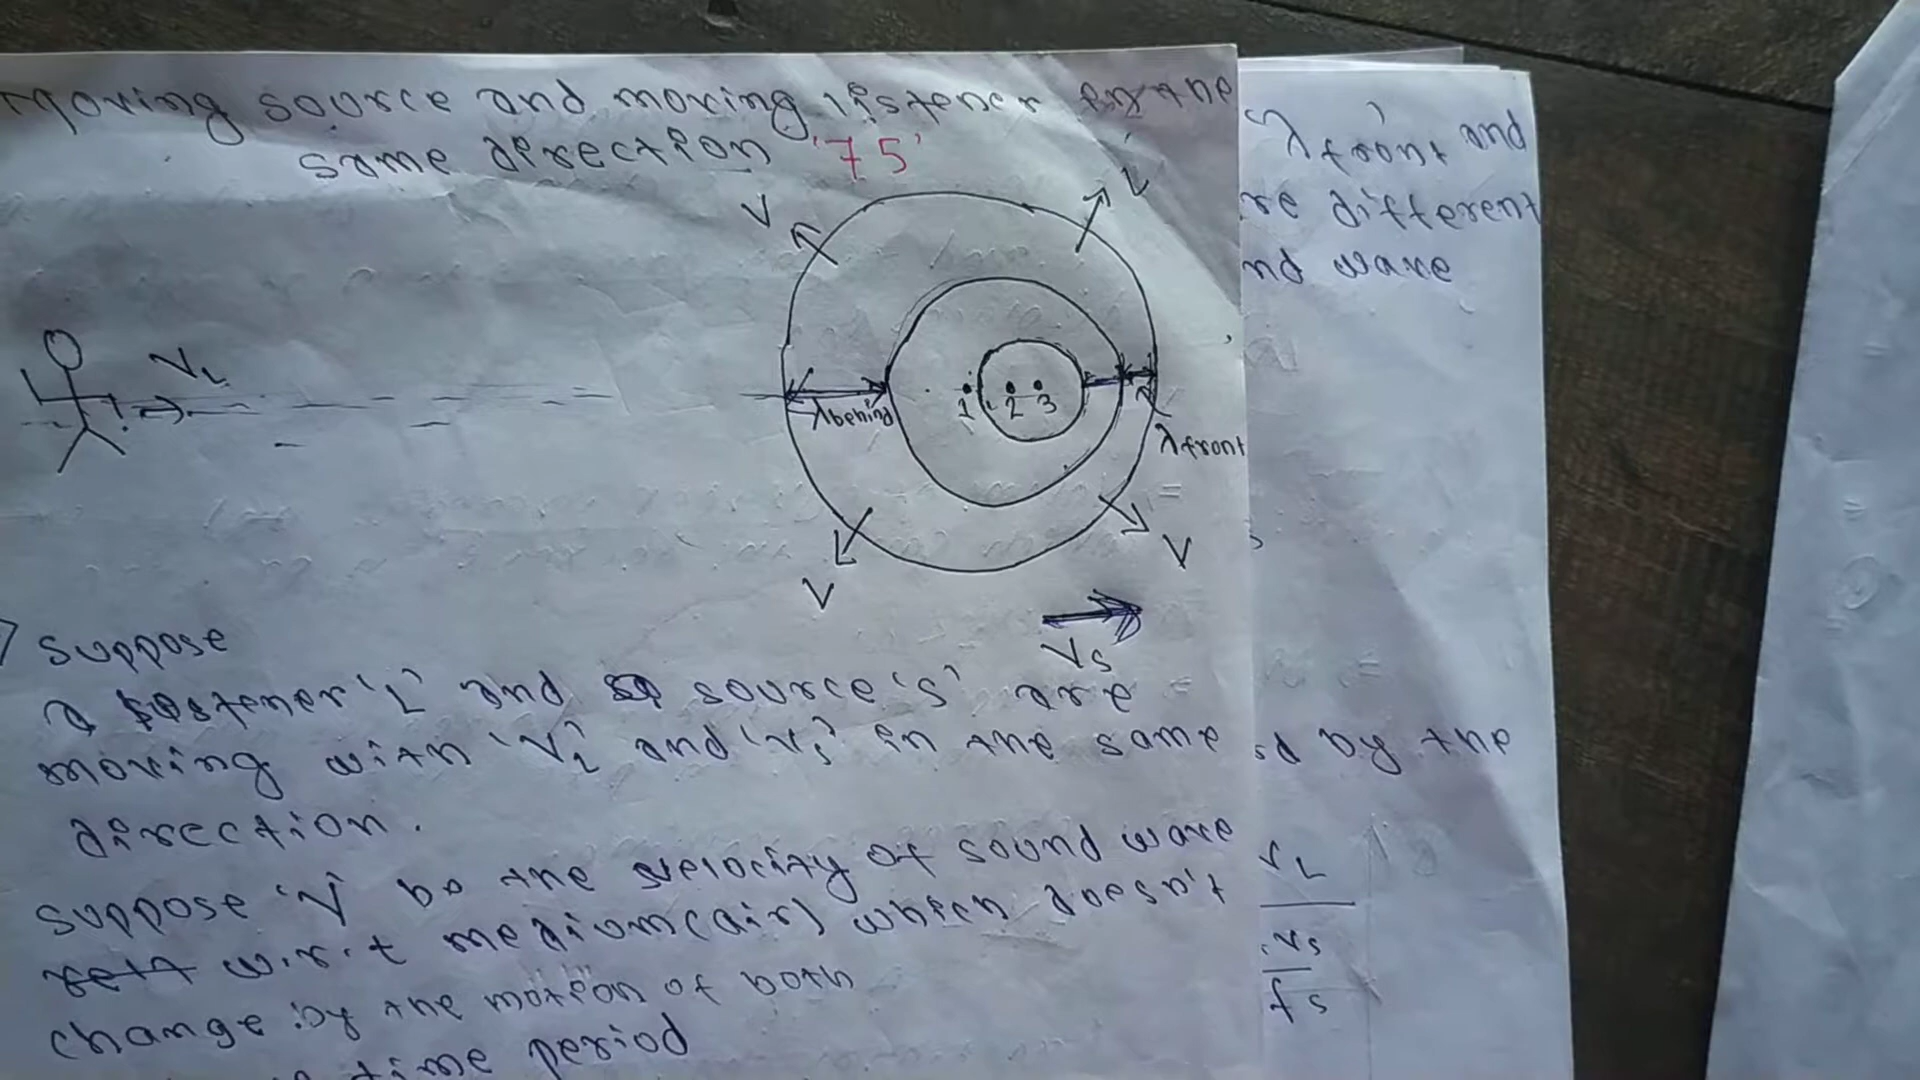 moving source and moving listener in the
same direction '75'
V
L
VL
1
2
3
λbehind
λfront
V
V
Vs
Suppose
a listener 'L' and source 's' are
moving with 'VL' and 'vs' in the same
direction.
suppose 'V' be the velocity of sound wave
w.r.t medium (air) which doesn't
change by the motion of both
time period
λfront and
re different
nd wave
d by the
VL
vs
fs